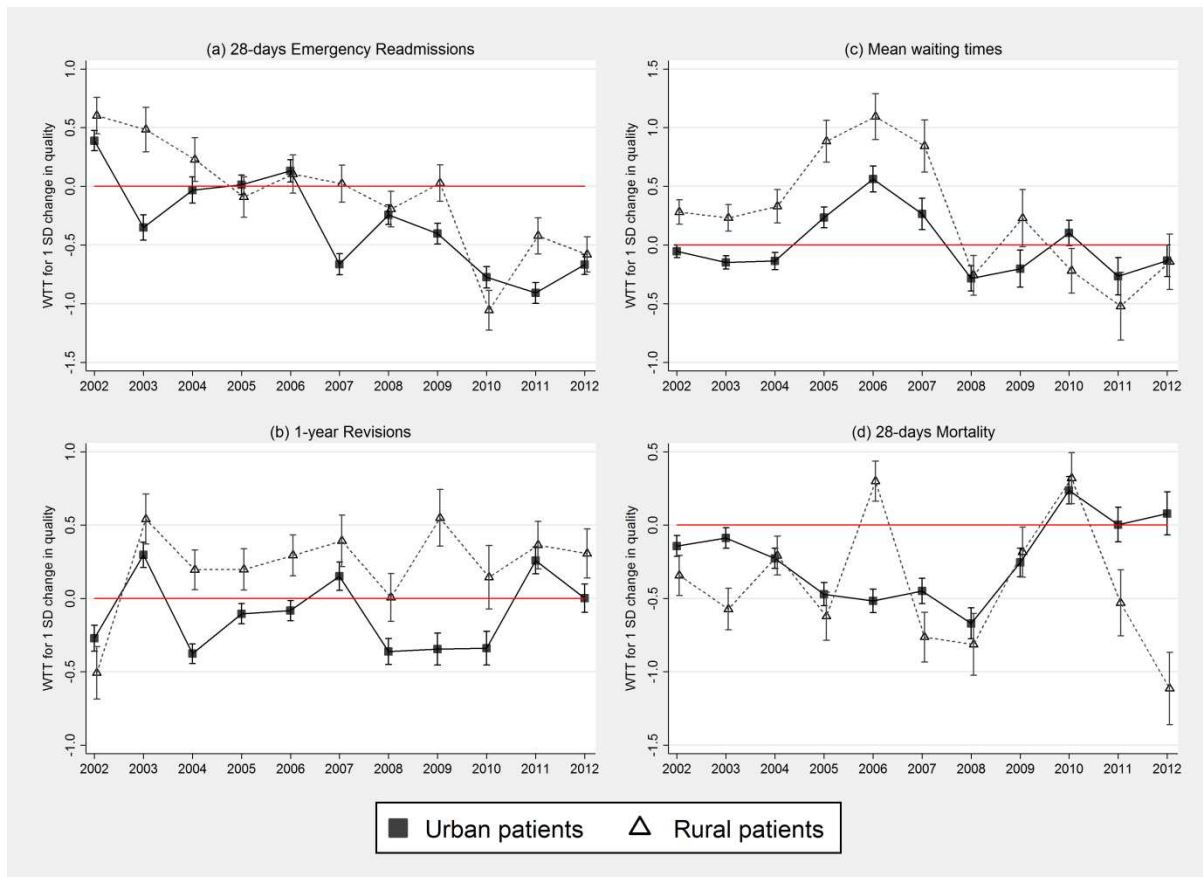 (a) 28-days Emergency Readmissions
WTT for 1 SD change in quality
1.0
0.5
0.0
-0.5
-1.0
-1.5
2002 2003 2004 2005 2006 2007 2008 2009 2010 2011 2012
(c) Mean waiting times
WTT for 1 SD change in quality
1.5
1.0
0.5
0.0
-0.5
-1.0
2002 2003 2004 2005 2006 2007 2008 2009 2010 2011 2012
(b) 1-year Revisions
WTT for 1 SD change in quality
1.0
0.5
0.0
-0.5
-1.0
2002 2003 2004 2005 2006 2007 2008 2009 2010 2011 2012
(d) 28-days Mortality
WTT for 1 SD change in quality
0.5
0.0
-0.5
-1.0
-1.5
2002 2003 2004 2005 2006 2007 2008 2009 2010 2011 2012
Urban patients Rural patients